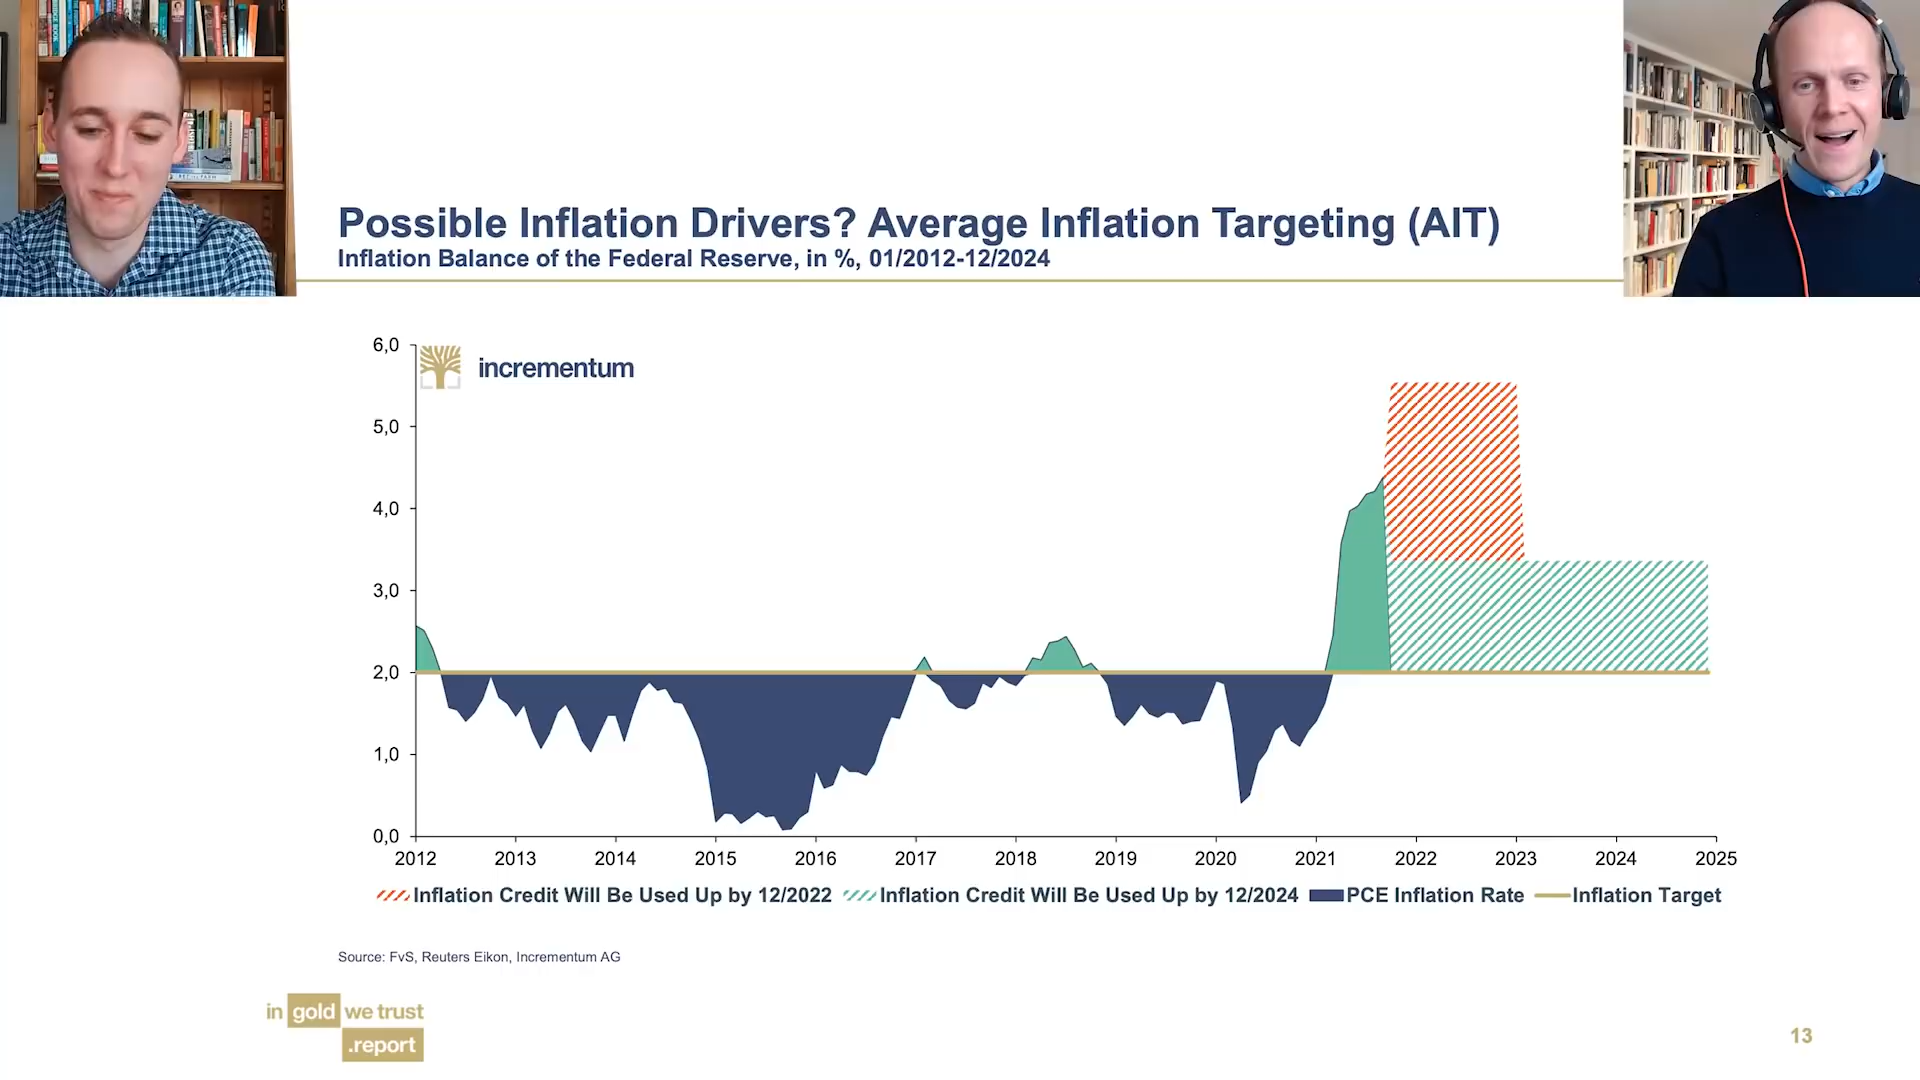 Possible Inflation Drivers? Average Inflation Targeting (AIT)
Inflation Balance of the Federal Reserve, in %, 01/2012-12/2024
incrementum
6,0
5,0
4,0
3,0
2,0
1,0
0,0
2012 2013 2014 2015 2016 2017 2018 2019 2020 2021 2022 2023 2024 2025
Inflation Credit Will Be Used Up by 12/2022 Inflation Credit Will Be Used Up by 12/2024 PCE Inflation Rate Inflation Target
Source: FvS, Reuters Eikon, Incrementum AG
in gold we trust
.report
13